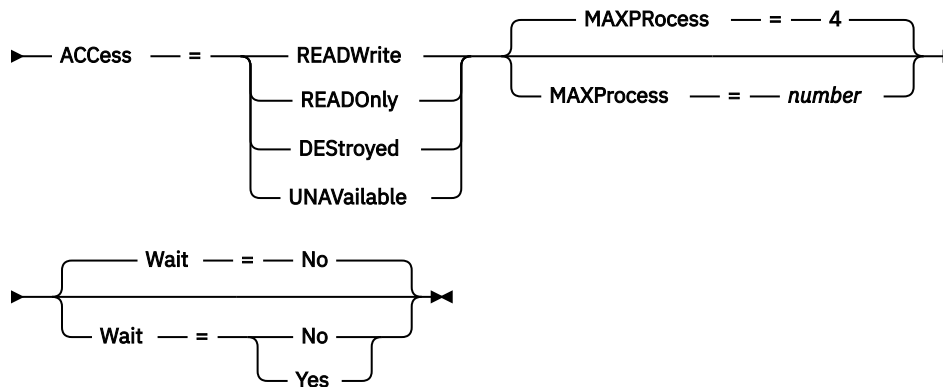 MAXPRocess = 4
ACCess = READWrite
READOnly
MAXProcess = number
DEStroyed
UNAVailable
Wait = No
Wait = No
Yes